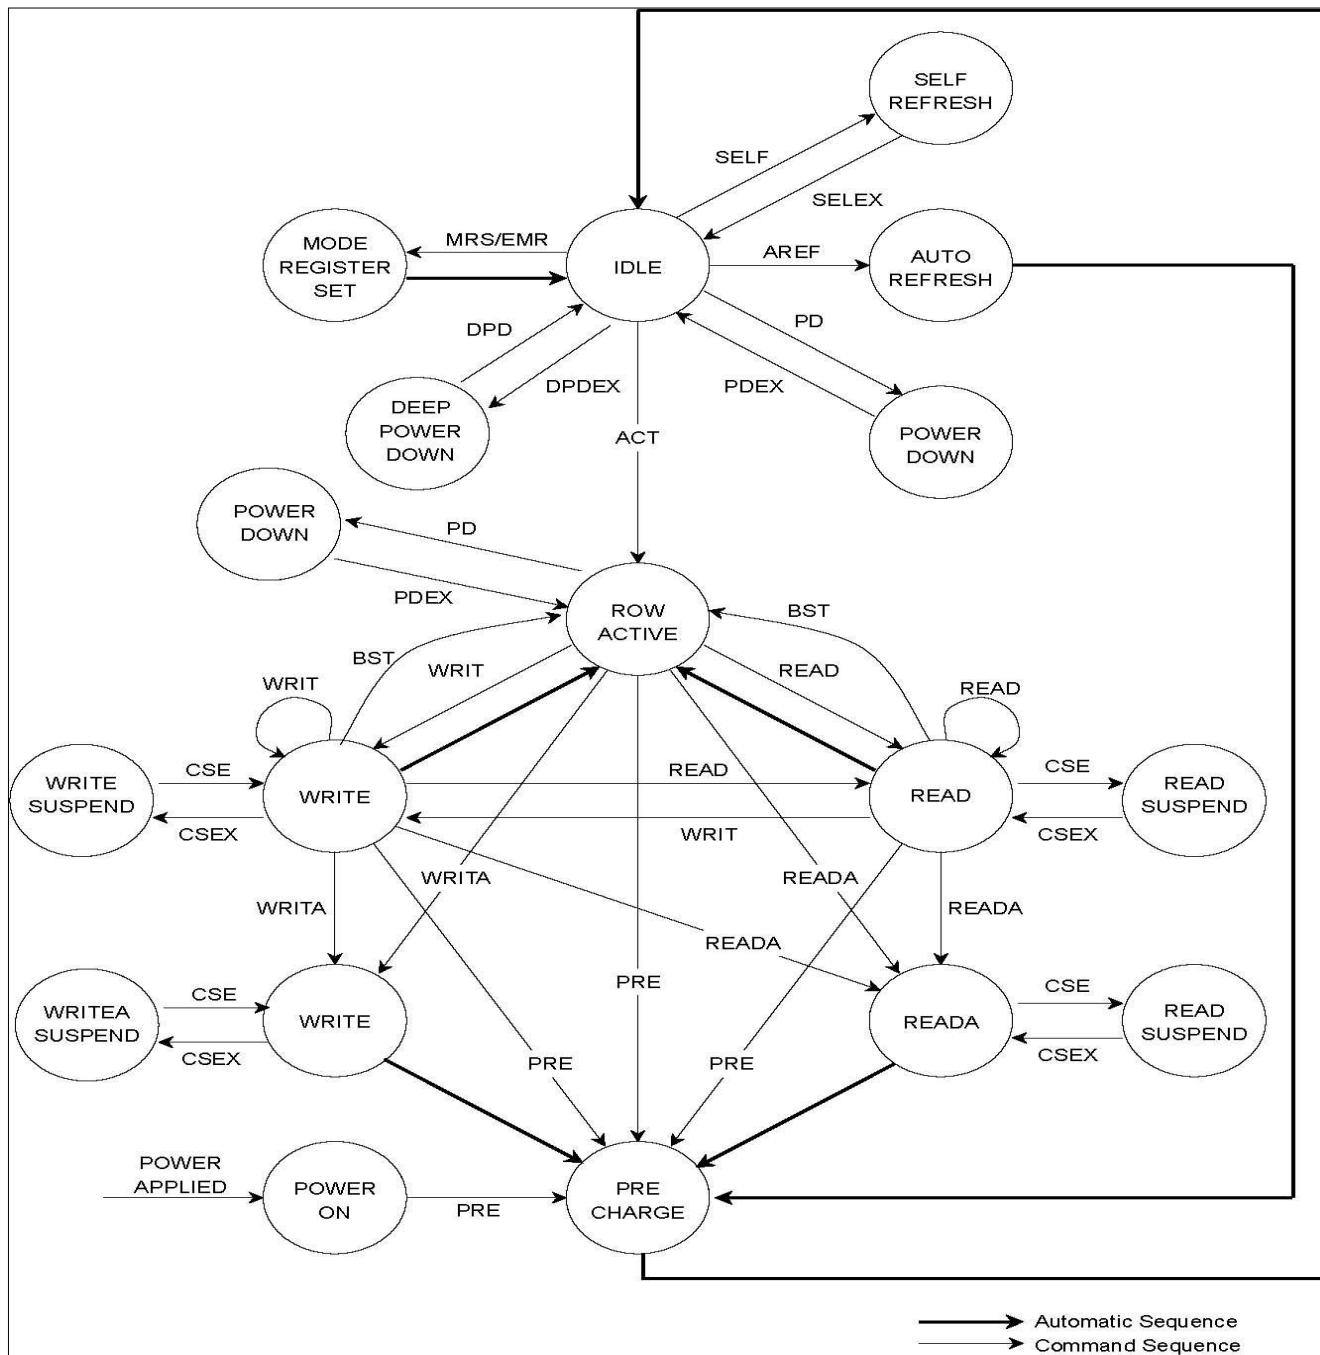 SELF
REFRESH
SELF
SELEX
MODE
REGISTER
SET
MRS/EMR
IDLE
AREF
AUTO
REFRESH
DPD
DPDEX
PD
PDEX
DEEP
POWER
DOWN
ACT
POWER
DOWN
POWER
DOWN
PD
PDEX
ROW
ACTIVE
BST
BST
WRIT
READ
WRIT
READ
WRITE
SUSPEND
CSE
CSEX
WRITE
READ
WRIT
READ
CSE
CSEX
READ
SUSPEND
WRITA
WRITA
READA
READA
READA
WRITEA
SUSPEND
CSE
CSEX
WRITE
PRE
READA
CSE
CSEX
READ
SUSPEND
PRE
PRE
POWER
APPLIED
POWER
ON
PRE
PRE
CHARGE
Automatic Sequence
Command Sequence